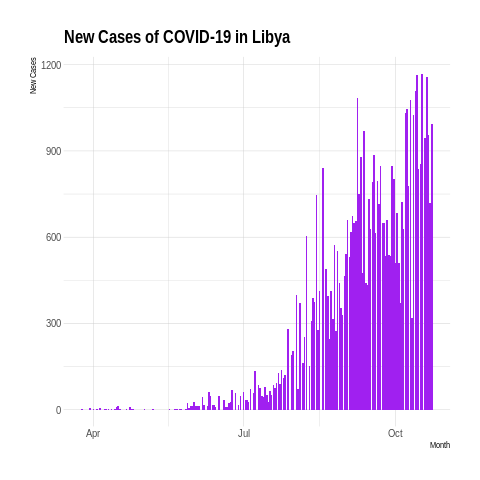 New Cases of COVID-19 in Libya
New Cases
1200
900
600
300
0
Apr
Jul
Oct
Month